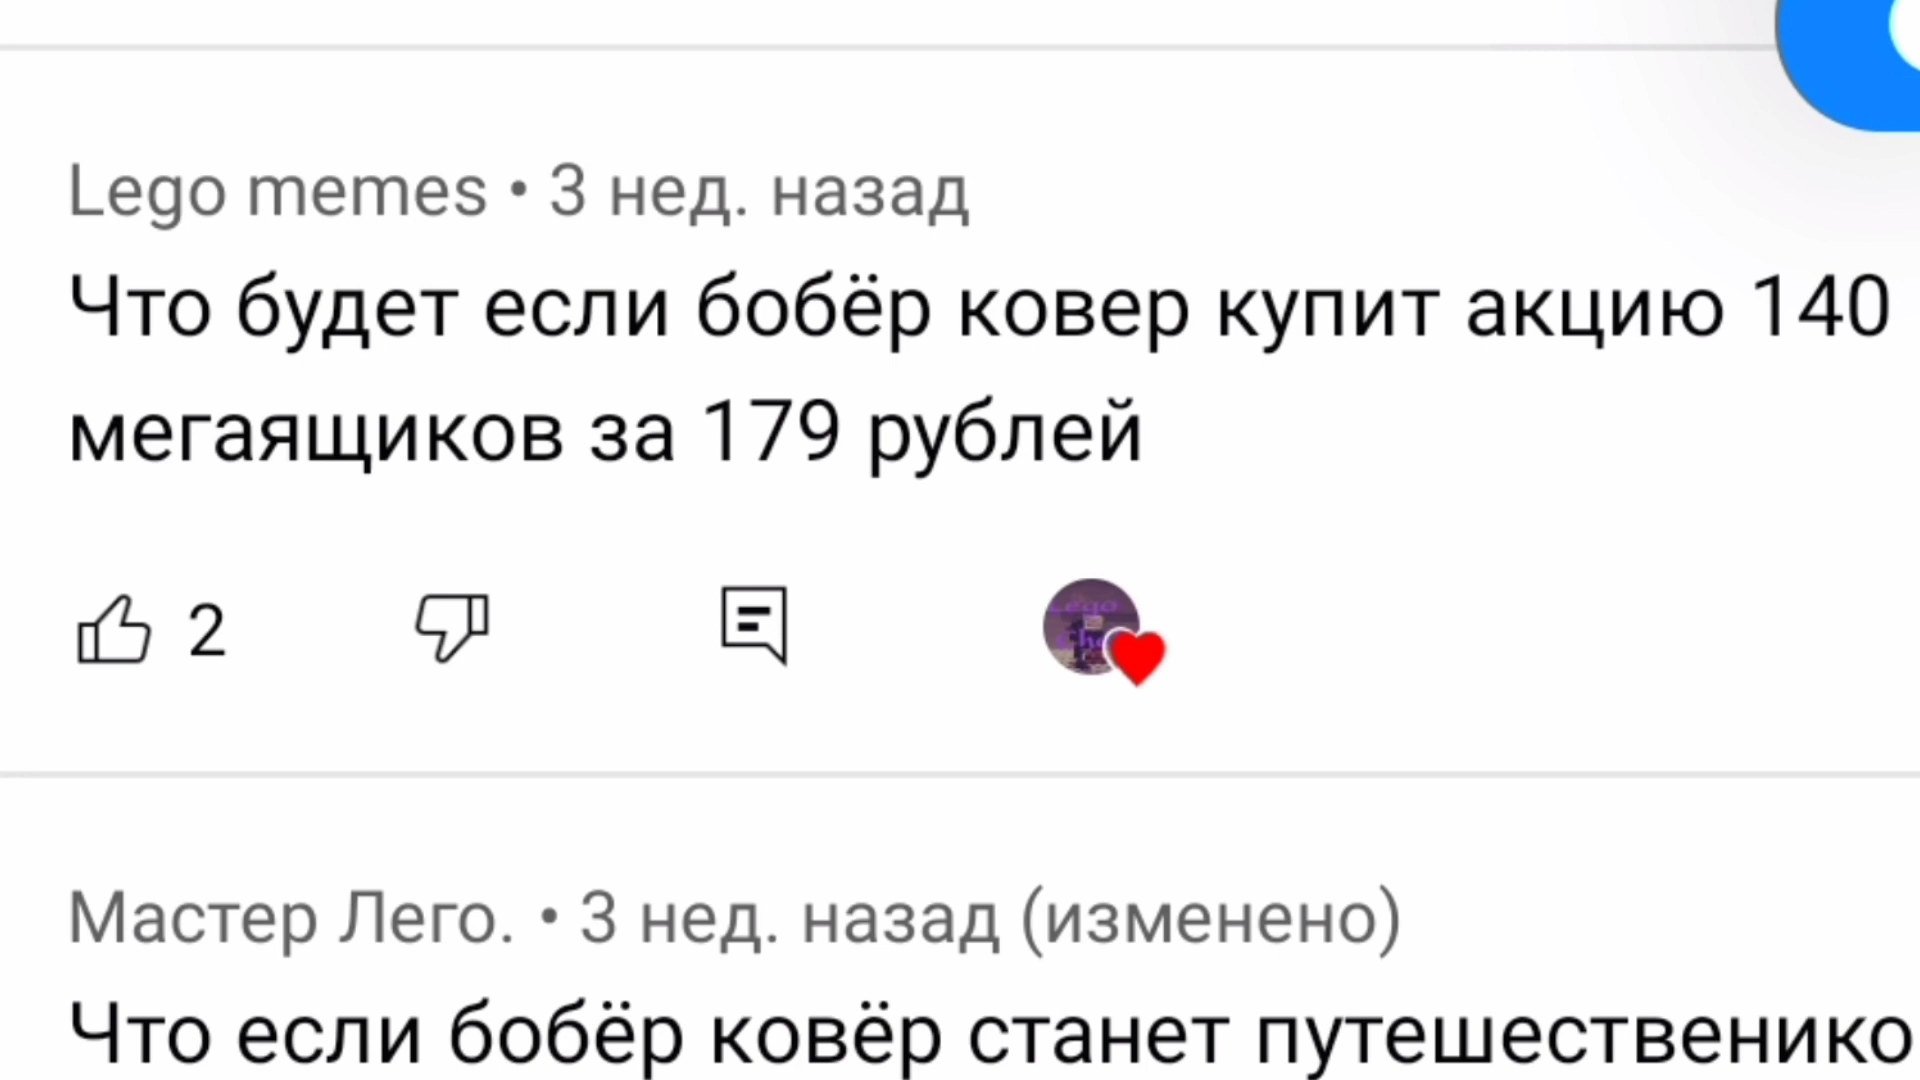 Lego memes • 3 нед. назад
Что будет если бобёр ковер купит акцию 140
мегаящиков за 179 рублей
2
Lego
Мастер Лего. • 3 нед. назад (изменено)
Что если бобёр ковёр станет путешественико